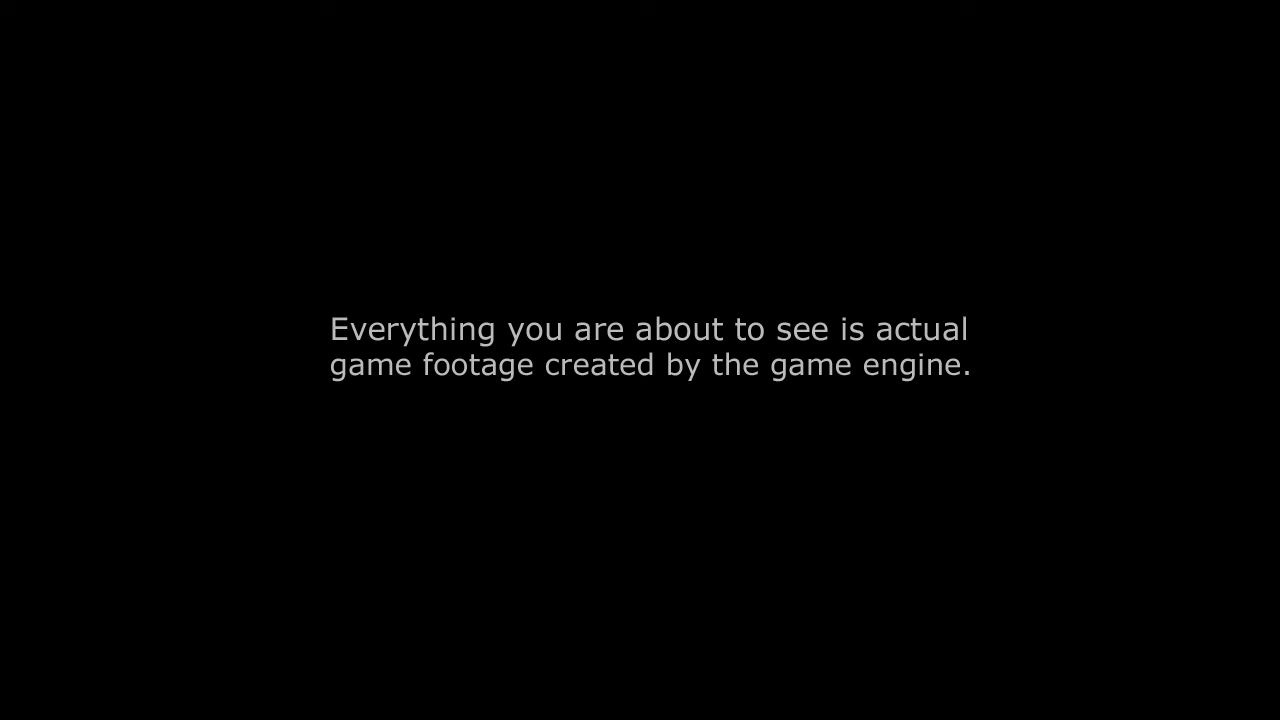 Everything you are about to see is actual
game footage created by the game engine.